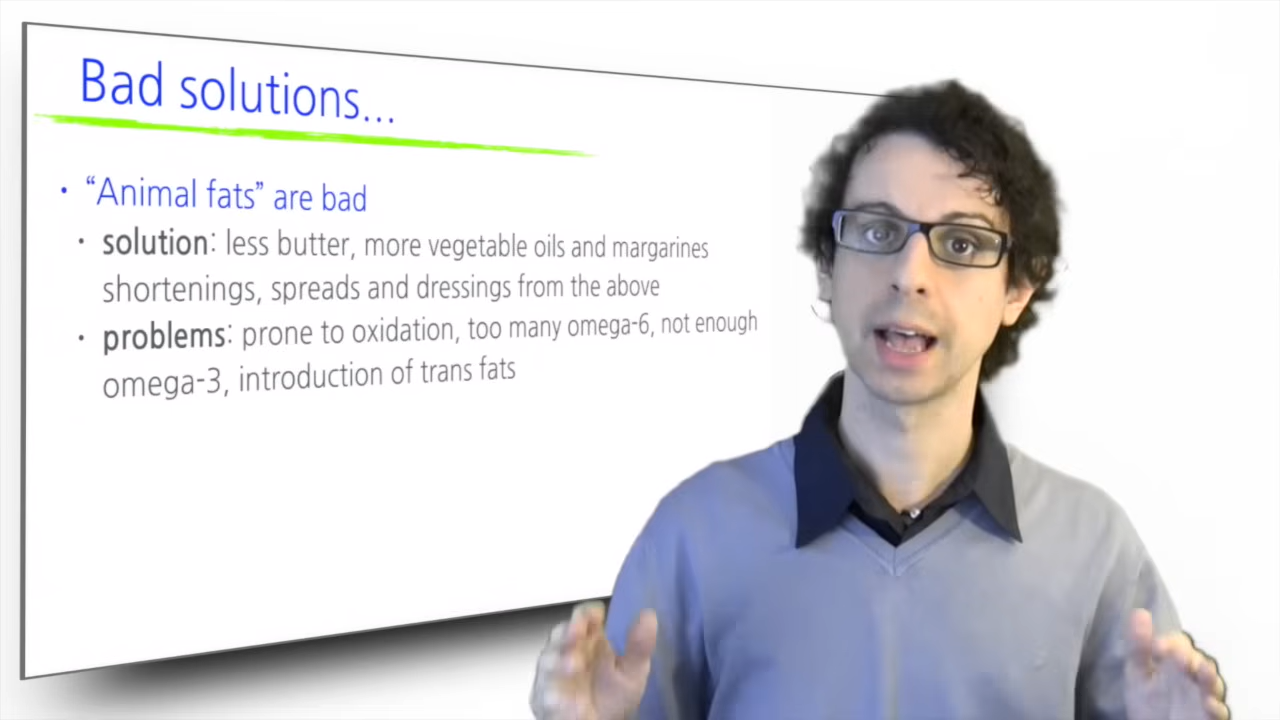 Bad solutions...
• “Animal fats” are bad
• solution: less butter, more vegetable oils and margarines
shortenings, spreads and dressings from the above
• problems: prone to oxidation, too many omega-6, not enough
omega-3, introduction of trans fats